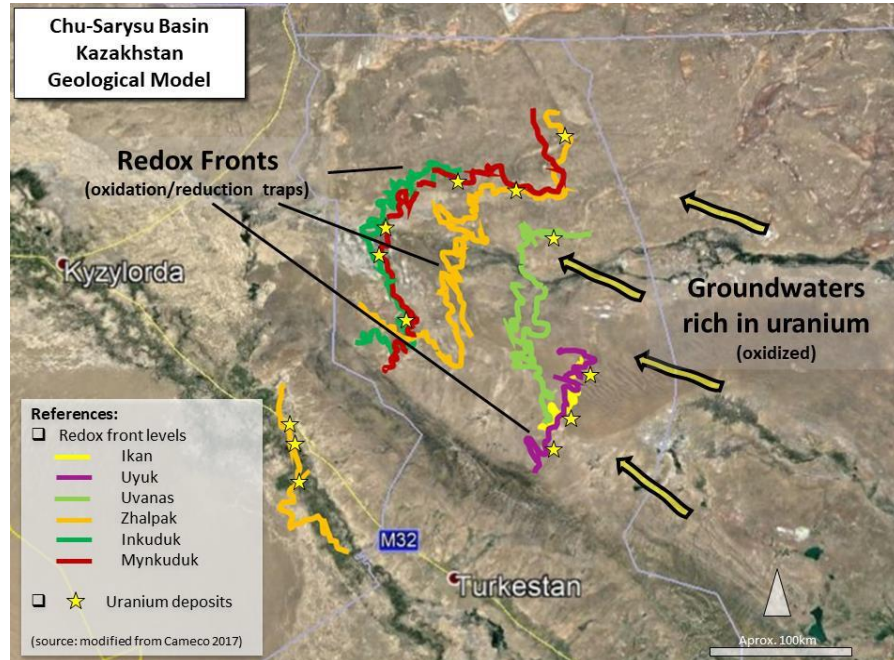 Chu-Sarysu Basin
Kazakhstan
Geological Model
Redox Fronts
(oxidation/reduction traps)
Kyzylorda
Groundwaters
rich in uranium
(oxidized)
References:
Redox front levels
Ikan
Uyuk
Uvanas
Zhalpak
Inkuduk
Mynkuduk
Uranium deposits
(source: modified from Cameco 2017)
M32
Turkestan
Aprox. 100km